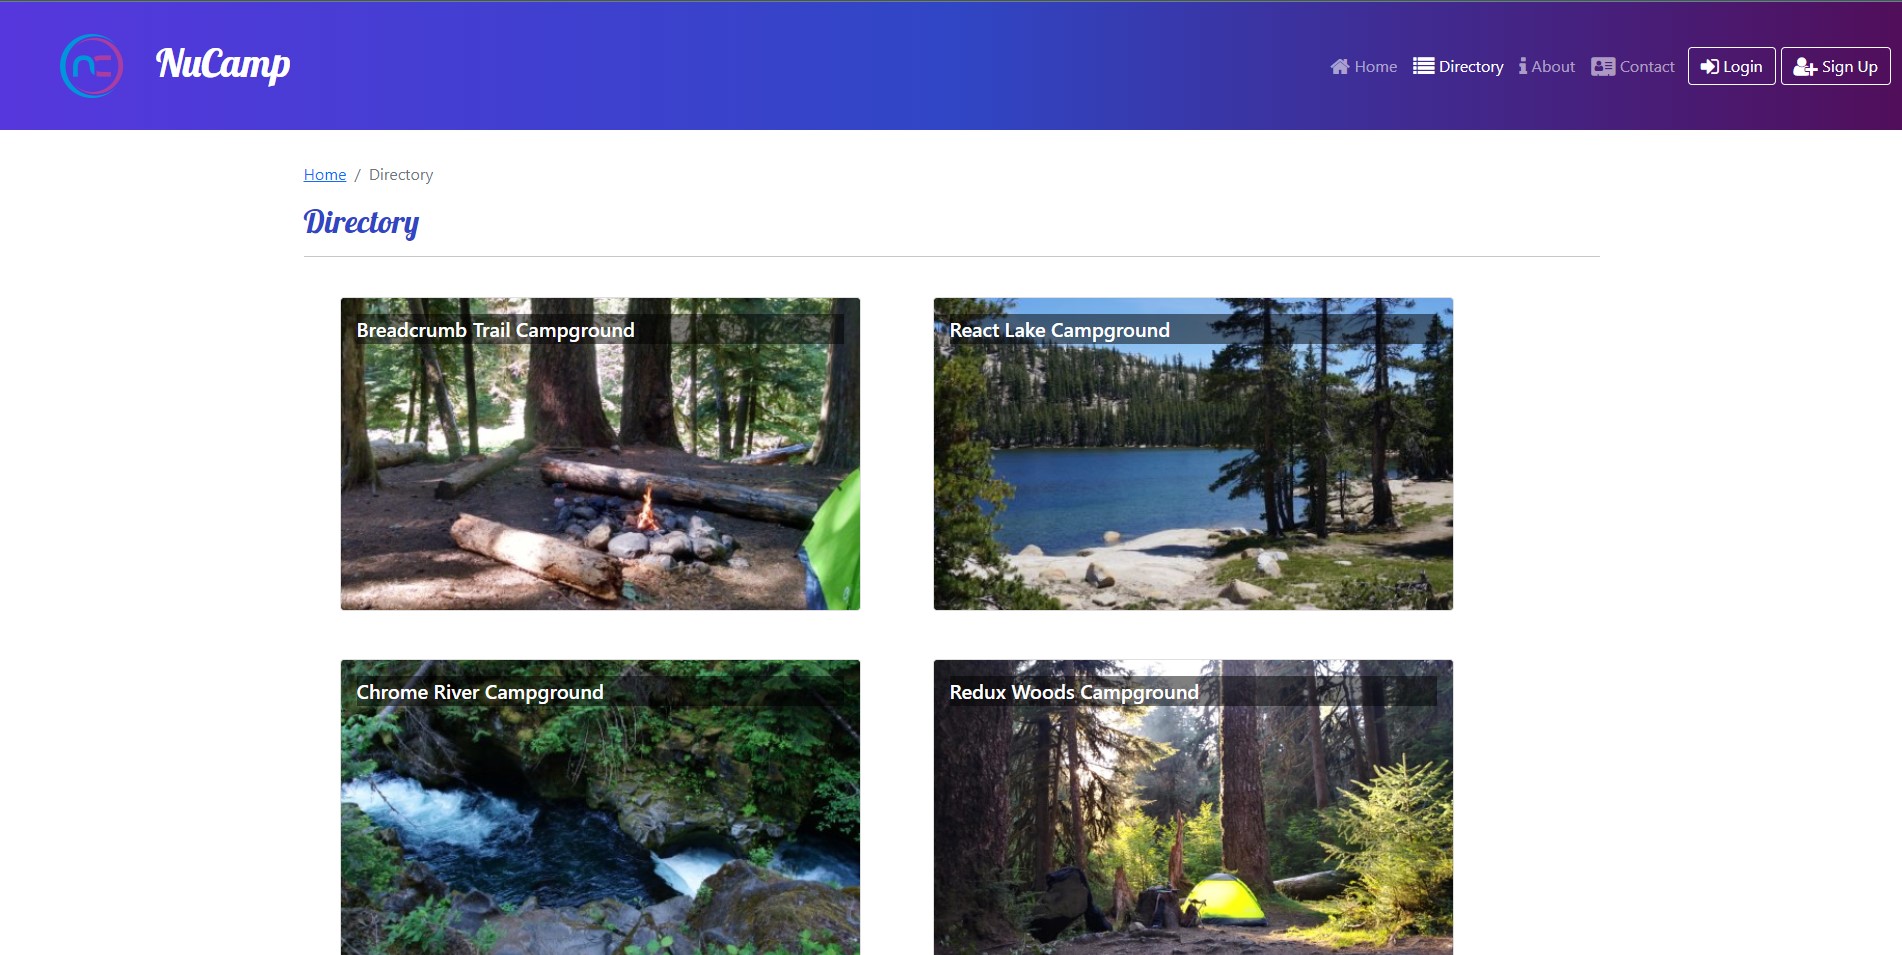 NuCamp
Home Directory About Contact Login Sign Up
Home / Directory
Directory
Breadcrumb Trail Campground
React Lake Campground
Chrome River Campground
Redux Woods Campground